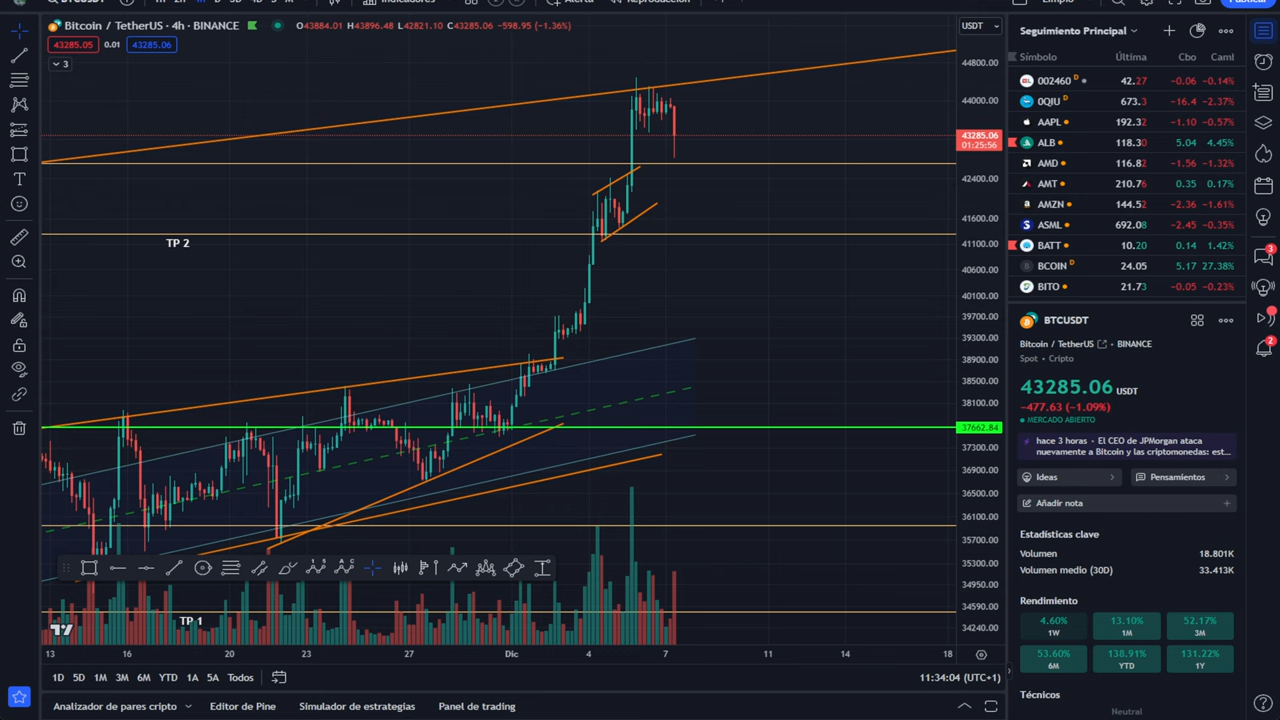 Bitcoin / TetherUS · 4h · BINANCE
O43884.01 H43896.48 L42821.10 C43285.06 -598.95 (-1.36%)
USDT
43285.05 0.01 43285.06
3
44800.00
44000.00
43285.06
01:25:56
42400.00
41600.00
41100.00
40600.00
40100.00
39700.00
39300.00
38900.00
38500.00
38100.00
37662.84
37300.00
36900.00
36500.00
36100.00
35700.00
35300.00
34950.00
34590.00
34240.00
TP 2
TP 1
13 16 20 23 27 Dic 4 7 11 14 18
1D 5D 1M 3M 6M YTD 1A 5A Todos
11:34:04 (UTC+1)
Analizador de pares cripto Editor de Pine Simulador de estrategias Panel de trading
Seguimiento Principal
Símbolo Última Cbo Caml
002460 D 42.27 -0.06 -0.14%
0QJU D 673.3 -16.4 -2.37%
AAPL 192.32 -1.10 -0.57%
ALB 118.30 5.04 4.45%
AMD 116.82 -1.56 -1.32%
AMT 210.76 0.35 0.17%
AMZN 144.52 -2.36 -1.61%
ASML 692.08 -2.45 -0.35%
BATT 10.20 0.14 1.42%
BCOIN D 24.05 5.17 27.38%
BITO 21.73 -0.05 -0.23%
BTCUSDT
Bitcoin / TetherUS BINANCE
Spot • Cripto
43285.06 USDT
-477.63 (-1.09%)
MERCADO ABIERTO
hace 3 horas • El CEO de JPMorgan ataca
nuevamente a Bitcoin y las criptomonedas: est...
Ideas
Pensamientos
Añadir nota
Estadísticas clave
Volumen 18.801K
Volumen medio (30D) 33.413K
Rendimiento
4.60% 13.10% 52.17%
1W 1M 3M
53.60% 138.91% 131.22%
6M YTD 1Y
Técnicos
Neutral
3
2